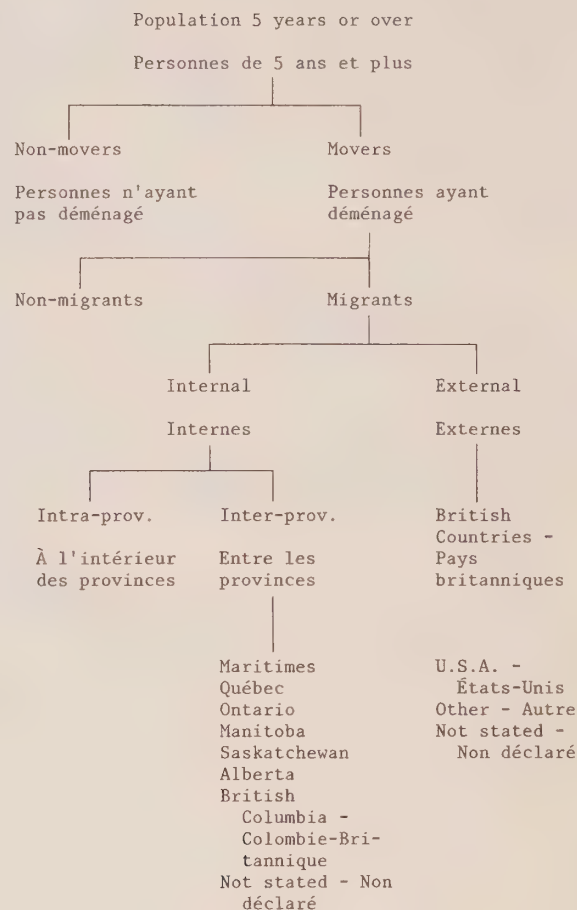 Population 5 years or over
Personnes de 5 ans et plus
Non-movers
Personnes n'ayant
pas déménagé
Movers
Personnes ayant
déménagé
Non-migrants
Migrants
Internal
Internes
External
Externes
Intra-prov.
À l'intérieur
des provinces
Inter-prov.
Entre les
provinces
British
Countries -
Pays
britanniques
Maritimes
Québec
Ontario
Manitoba
Saskatchewan
Alberta
British
Columbia -
Colombie-Bri-
tannique
Not stated - Non
déclaré
U.S.A. -
États-Unis
Other - Autre
Not stated -
Non déclaré